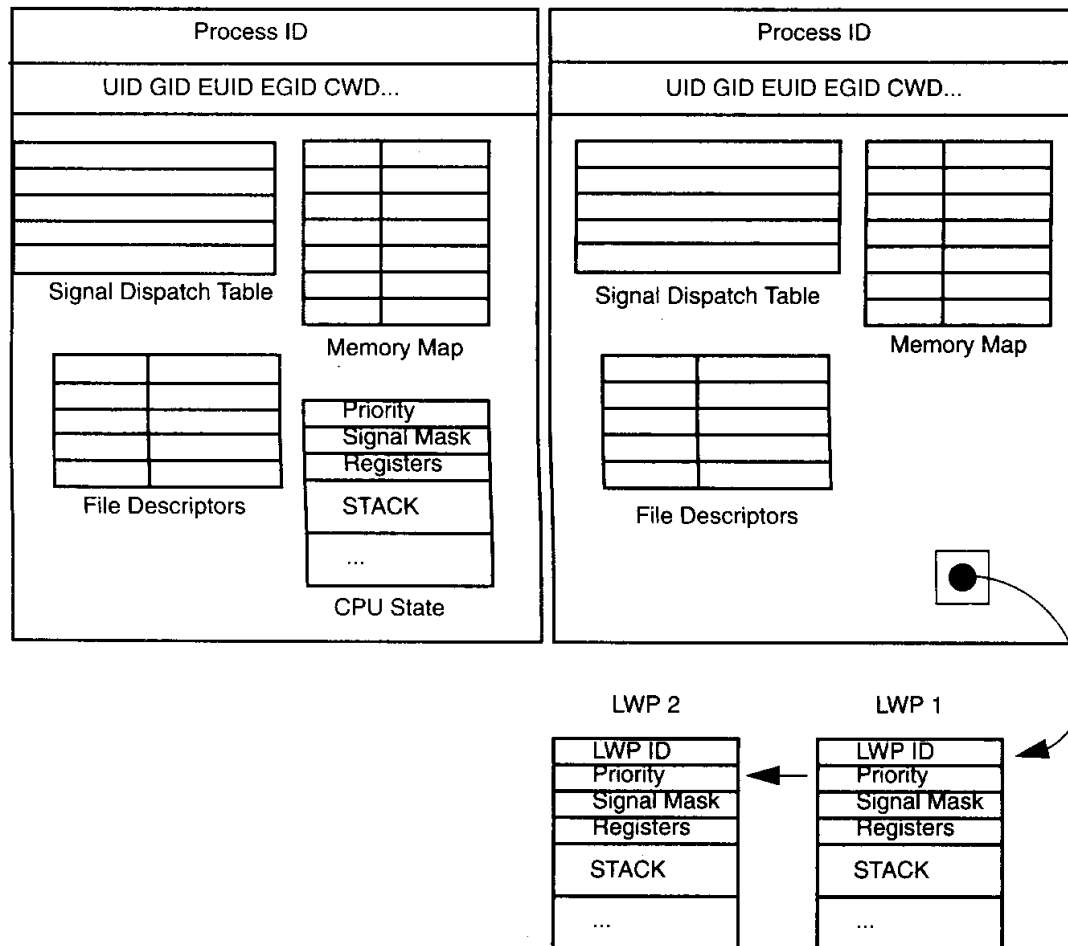 Process ID
UID GID EUID EGID CWD...
Signal Dispatch Table
Memory Map
File Descriptors
Priority
Signal Mask
Registers
STACK
...
CPU State
Process ID
UID GID EUID EGID CWD...
Signal Dispatch Table
Memory Map
File Descriptors
LWP 2
LWP ID
Priority
Signal Mask
Registers
STACK
...
LWP 1
LWP ID
Priority
Signal Mask
Registers
STACK
...